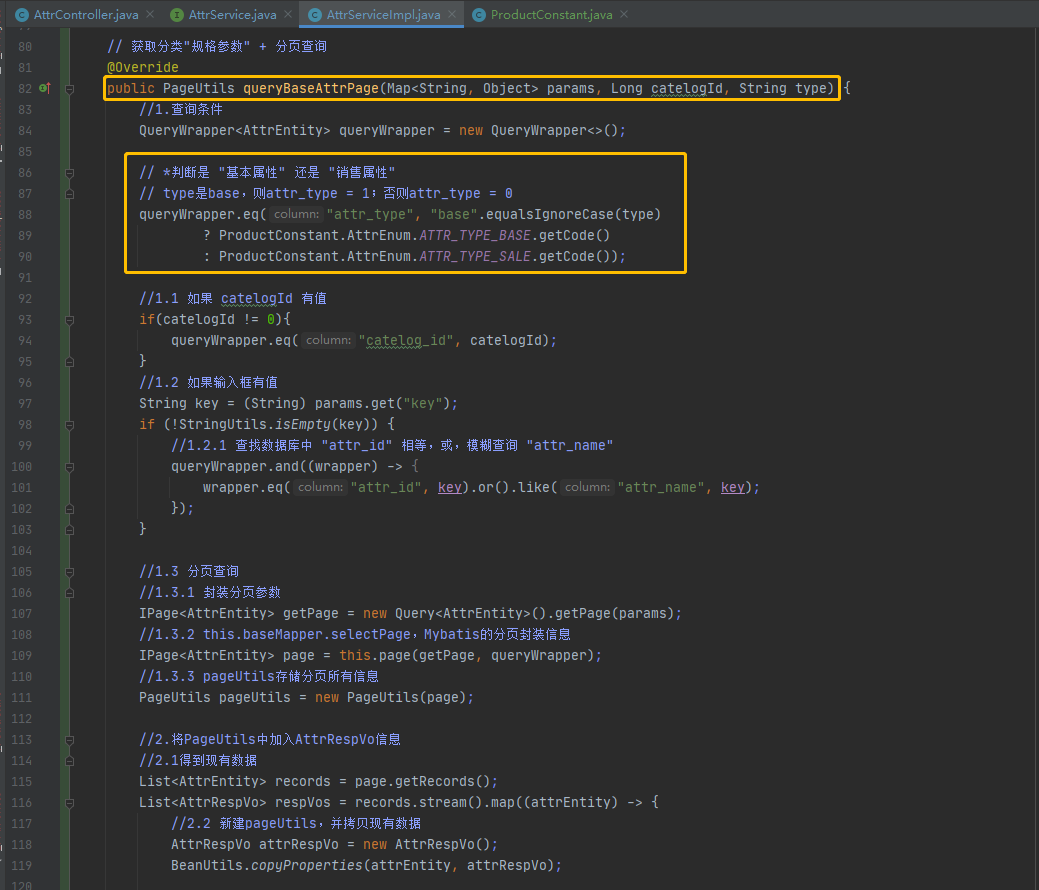 AttrController.java
AttrService.java
AttrServiceImpl.java
ProductConstant.java
80 // 获取分类"规格参数" + 分页查询
81 @Override
82 public PageUtils queryBaseAttrPage(Map<String, Object> params, Long catelogId, String type) {
83 //1.查询条件
84 QueryWrapper<AttrEntity> queryWrapper = new QueryWrapper<>();
85
86 // *判断是 "基本属性" 还是 "销售属性"
87 // type是base，则attr_type = 1；否则attr_type = 0
88 queryWrapper.eq( column: "attr_type", "base".equalsIgnoreCase(type)
89 ? ProductConstant.AttrEnum.ATTR_TYPE_BASE.getCode()
90 : ProductConstant.AttrEnum.ATTR_TYPE_SALE.getCode());
91
92 //1.1 如果 catelogId 有值
93 if(catelogId != 0){
94 queryWrapper.eq( column: "catelog_id", catelogId);
95 }
96 //1.2 如果输入框有值
97 String key = (String) params.get("key");
98 if (!StringUtils.isEmpty(key)) {
99 //1.2.1 查找数据库中 "attr_id" 相等，或，模糊查询 "attr_name"
100 queryWrapper.and((wrapper) -> {
101 wrapper.eq( column: "attr_id", key).or().like( column: "attr_name", key);
102 });
103 }
104
105 //1.3 分页查询
106 //1.3.1 封装分页参数
107 IPage<AttrEntity> getPage = new Query<AttrEntity>().getPage(params);
108 //1.3.2 this.baseMapper.selectPage，Mybatis的分页封装信息
109 IPage<AttrEntity> page = this.page(getPage, queryWrapper);
110 //1.3.3 pageUtils存储分页所有信息
111 PageUtils pageUtils = new PageUtils(page);
112
113 //2.将PageUtils中加入AttrRespVo信息
114 //2.1得到现有数据
115 List<AttrEntity> records = page.getRecords();
116 List<AttrRespVo> respVos = records.stream().map((attrEntity) -> {
117 //2.2 新建pageUtils，并拷贝现有数据
118 AttrRespVo attrRespVo = new AttrRespVo();
119 BeanUtils.copyProperties(attrEntity, attrRespVo);
120